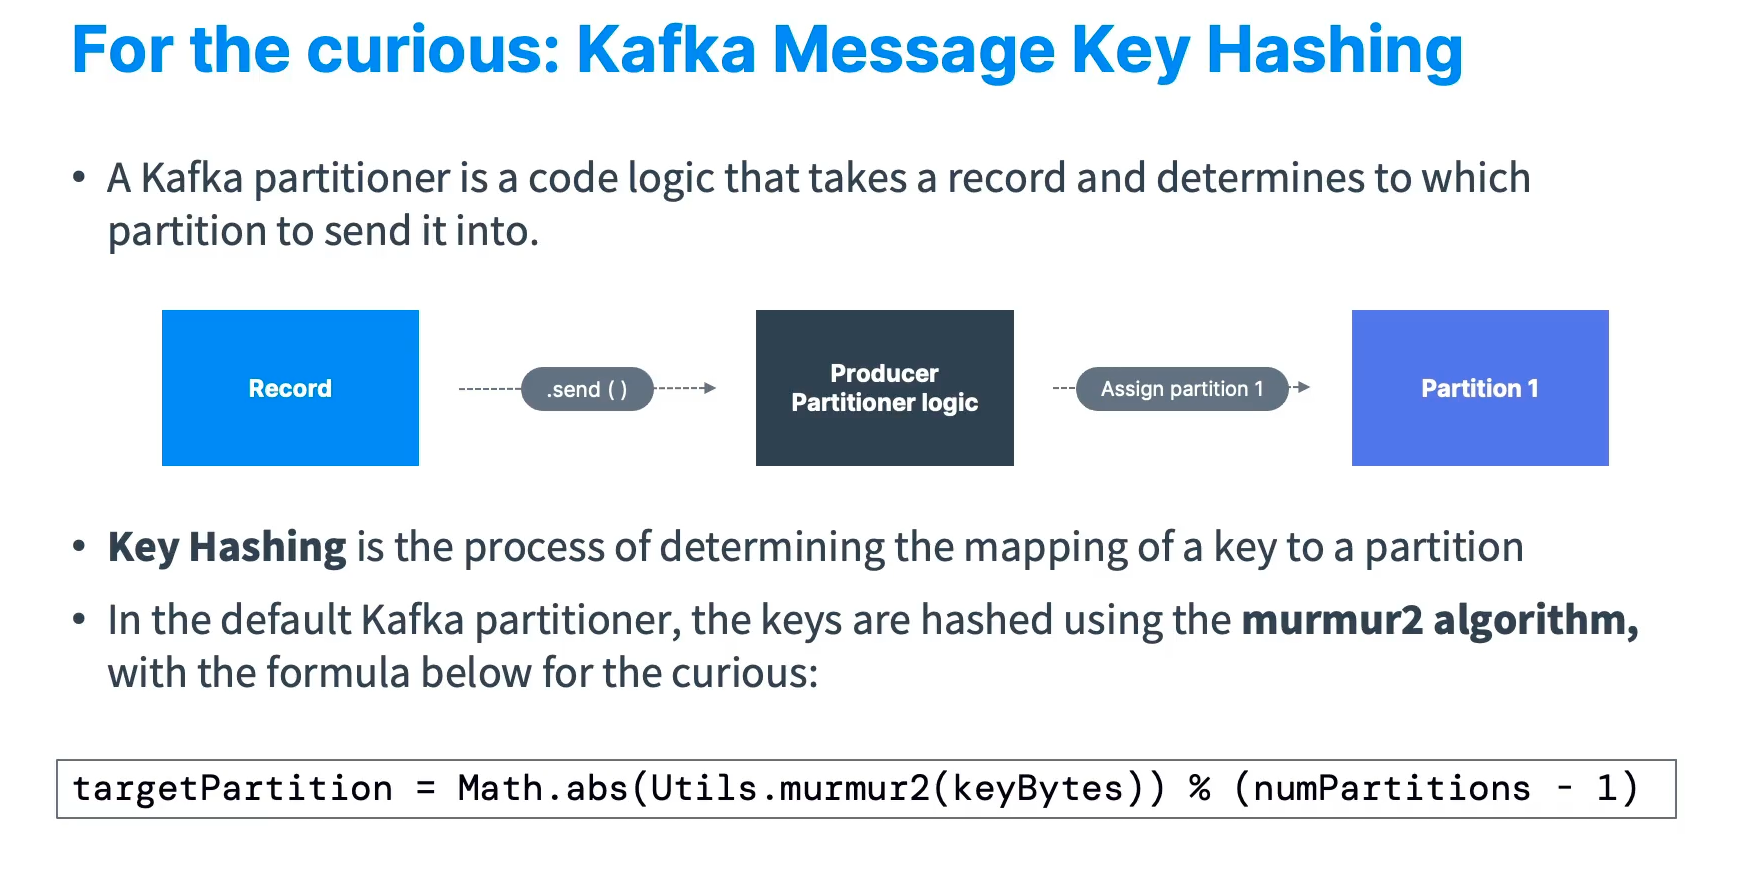 For the curious: Kafka Message Key Hashing
• A Kafka partitioner is a code logic that takes a record and determines to which
partition to send it into.
Record
.send ( )
Producer
Partitioner logic
Assign partition 1
Partition 1
• Key Hashing is the process of determining the mapping of a key to a partition
• In the default Kafka partitioner, the keys are hashed using the murmur2 algorithm,
with the formula below for the curious:
targetPartition = Math.abs(Utils.murmur2(keyBytes)) % (numPartitions - 1)